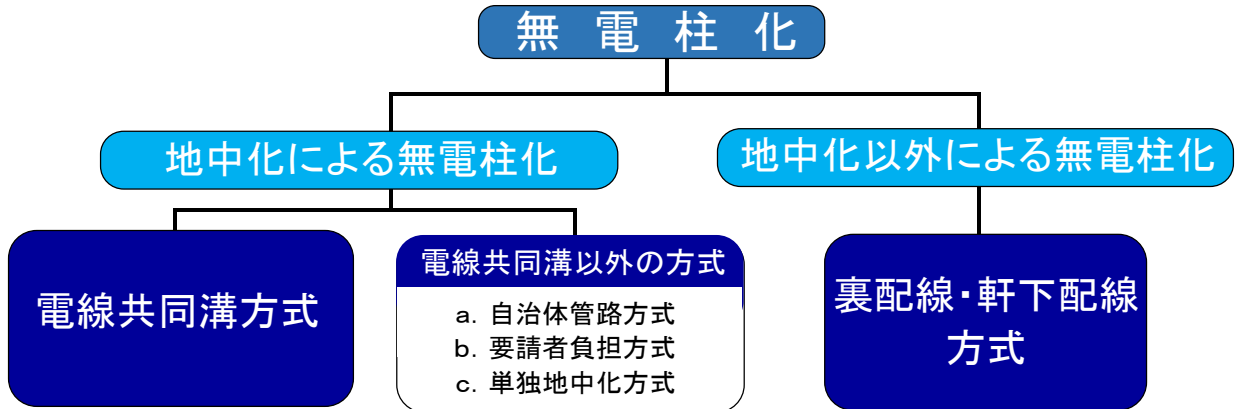 無電柱化
地中化による無電柱化
地中化以外による無電柱化
電線共同溝方式
電線共同溝以外の方式
a. 自治体管路方式
b. 要請者負担方式
c. 単独地中化方式
裏配線・軒下配線
方式